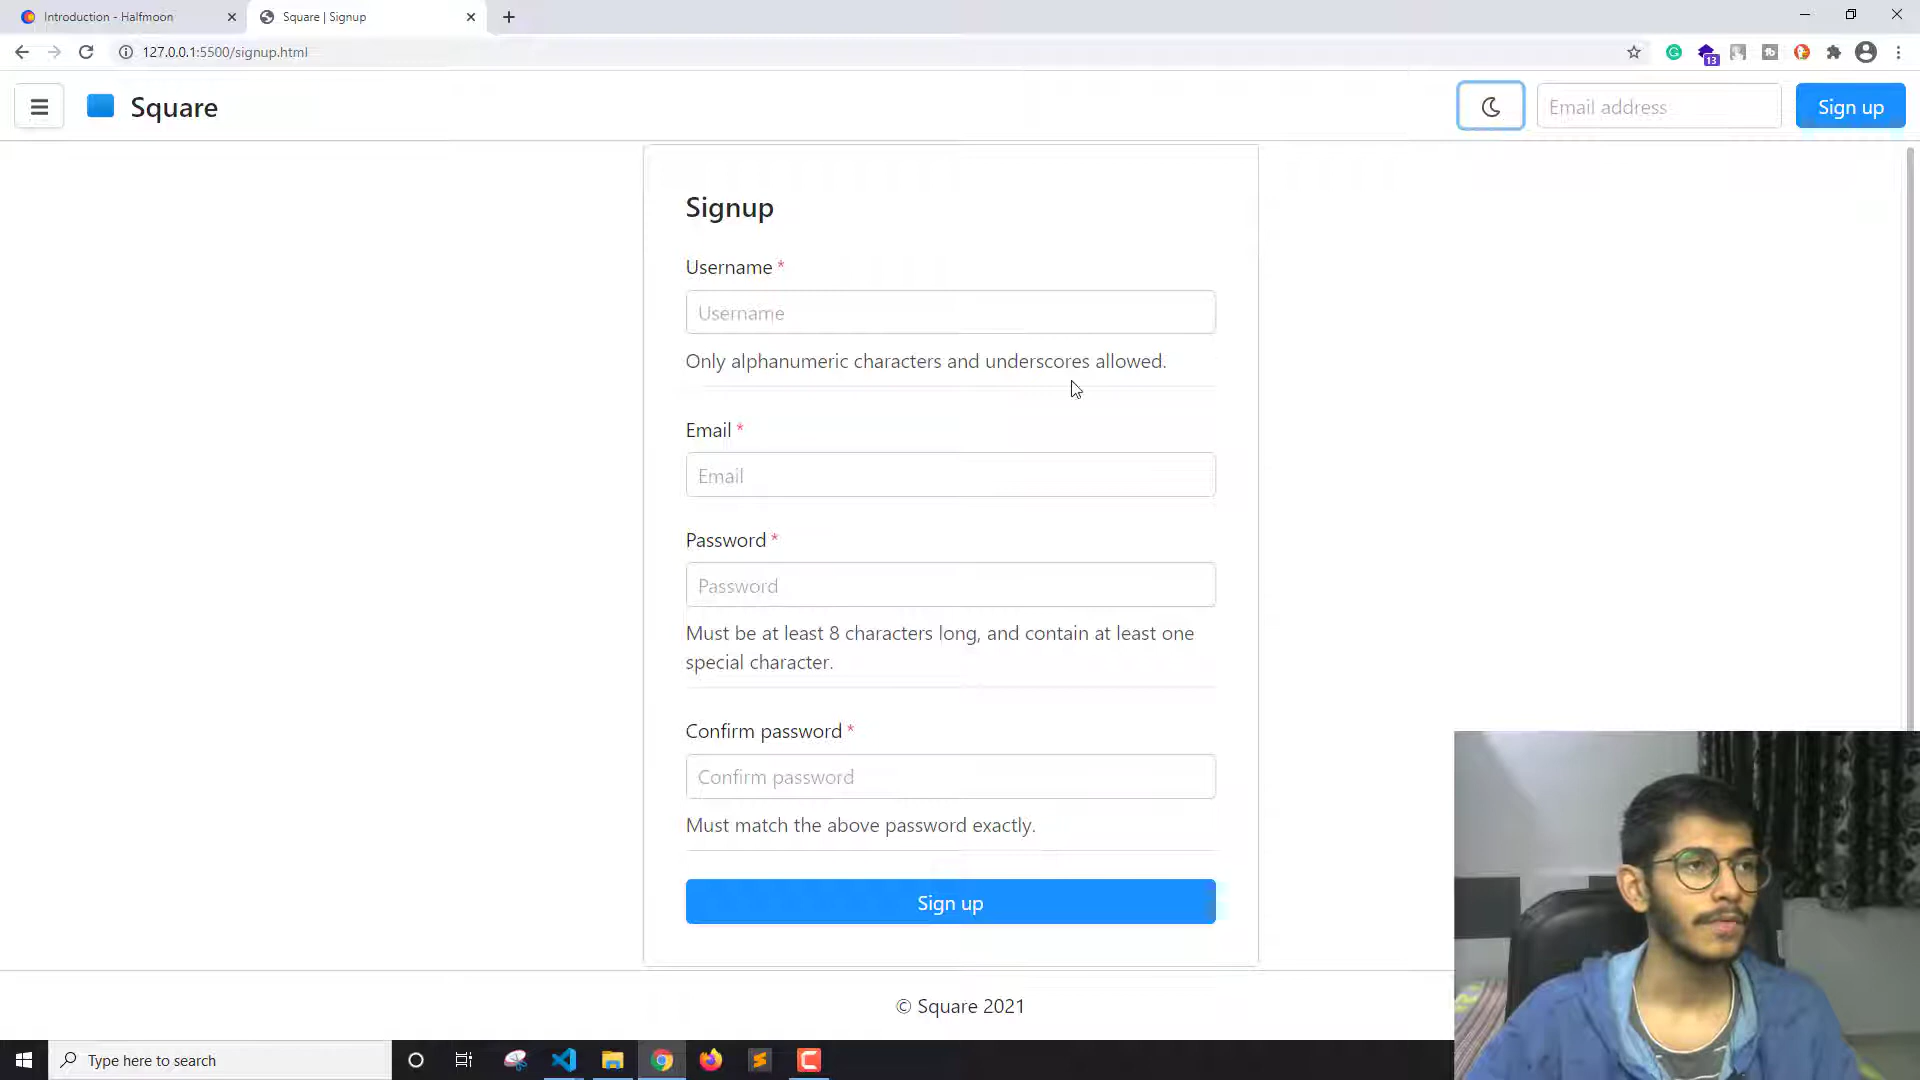 Introduction - Halfmoon
Square | Signup
127.0.0.1:5500/signup.html
13
Square
Email address
Sign up
Signup
Username *
Username
Only alphanumeric characters and underscores allowed.
Email *
Email
Password *
Password
Must be at least 8 characters long, and contain at least one
special character.
Confirm password *
Confirm password
Must match the above password exactly.
Sign up
© Square 2021
Type here to search